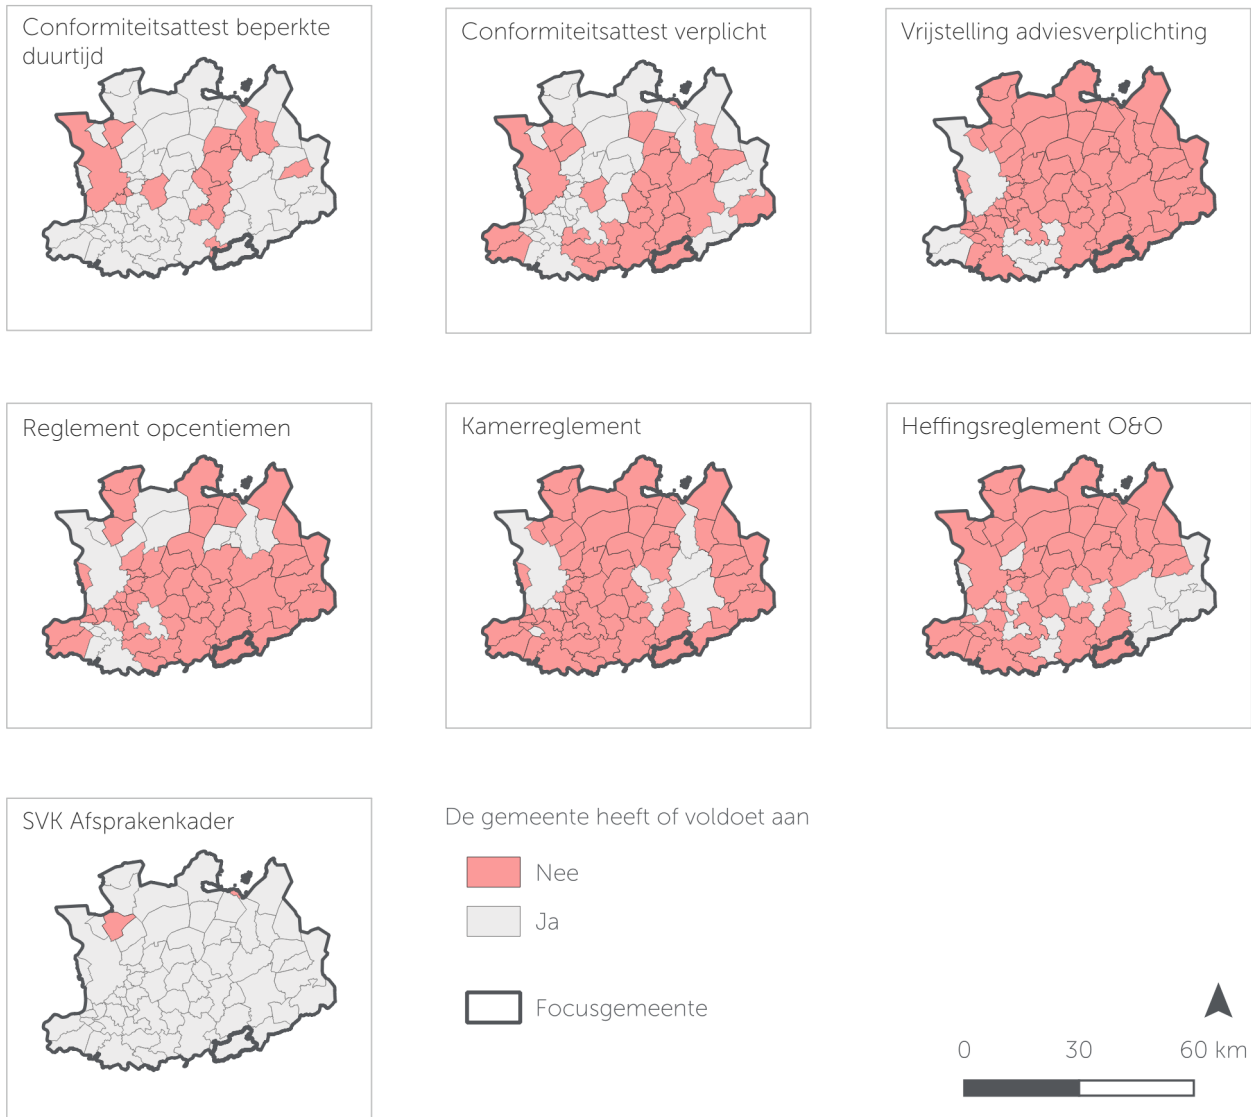 Conformiteitsattest beperkte
duurtijd
Conformiteitsattest verplicht
Vrijstelling adviesverplichting
Reglement opcentiemen
Kamerreglement
Heffingsreglement O&O
SVK Afsprakenkader
De gemeente heeft of voldoet aan
Nee
Ja
Focusgemeente
0 30 60 km